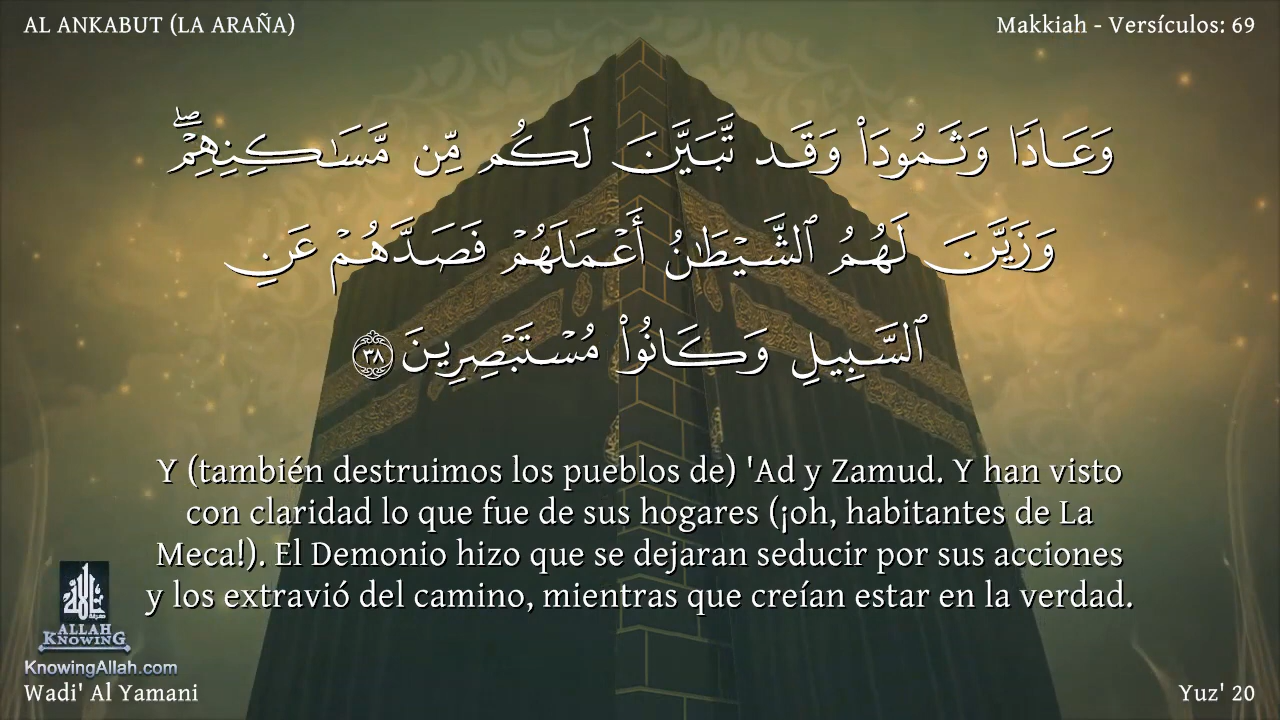 AL ANKABUT (LA ARAÑA)
Makkiah - Versículos: 69
وَعَادًا وَثَمُودَا۟ وَقَد تَّبَيَّنَ لَكُم مِّن مَّسَـٰكِنِهِمْ ۖ
وَزَيَّنَ لَهُمُ ٱلشَّيْطَـٰنُ أَعْمَـٰلَهُمْ فَصَدَّهُمْ عَنِ
ٱلسَّبِيلِ وَكَانُوا۟ مُسْتَبْصِرِينَ ٣٨
Y (también destruimos los pueblos de) 'Ad y Zamud. Y han visto
con claridad lo que fue de sus hogares (¡oh, habitantes de La
Meca!). El Demonio hizo que se dejaran seducir por sus acciones
y los extravió del camino, mientras que creían estar en la verdad.
ALLAH
KNOWING
KnowingAllah.com
Wadi' Al Yamani
Yuz' 20